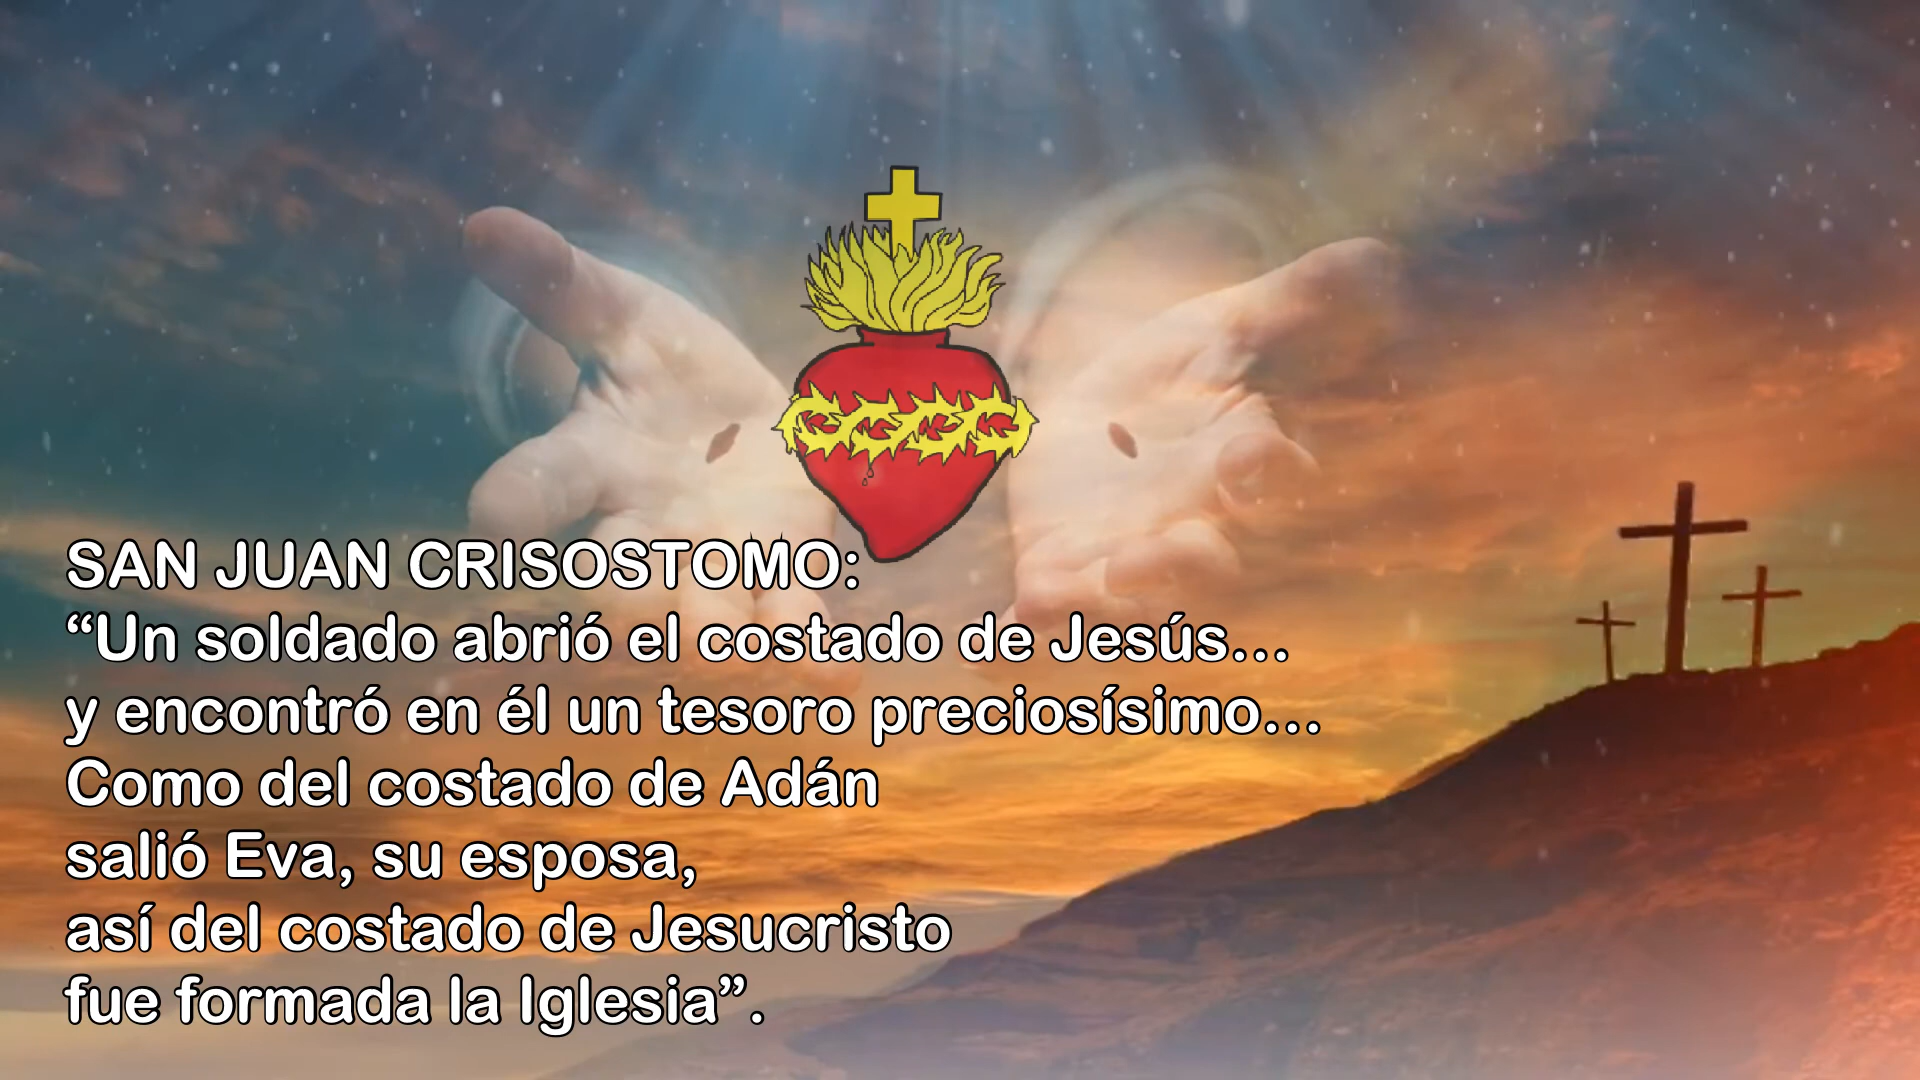 SAN JUAN CRISOSTOMO:
“Un soldado abrió el costado de Jesús...
y encontró en él un tesoro preciosísimo...
Como del costado de Adán
salió Eva, su esposa,
así del costado de Jesucristo
fue formada la Iglesia”.